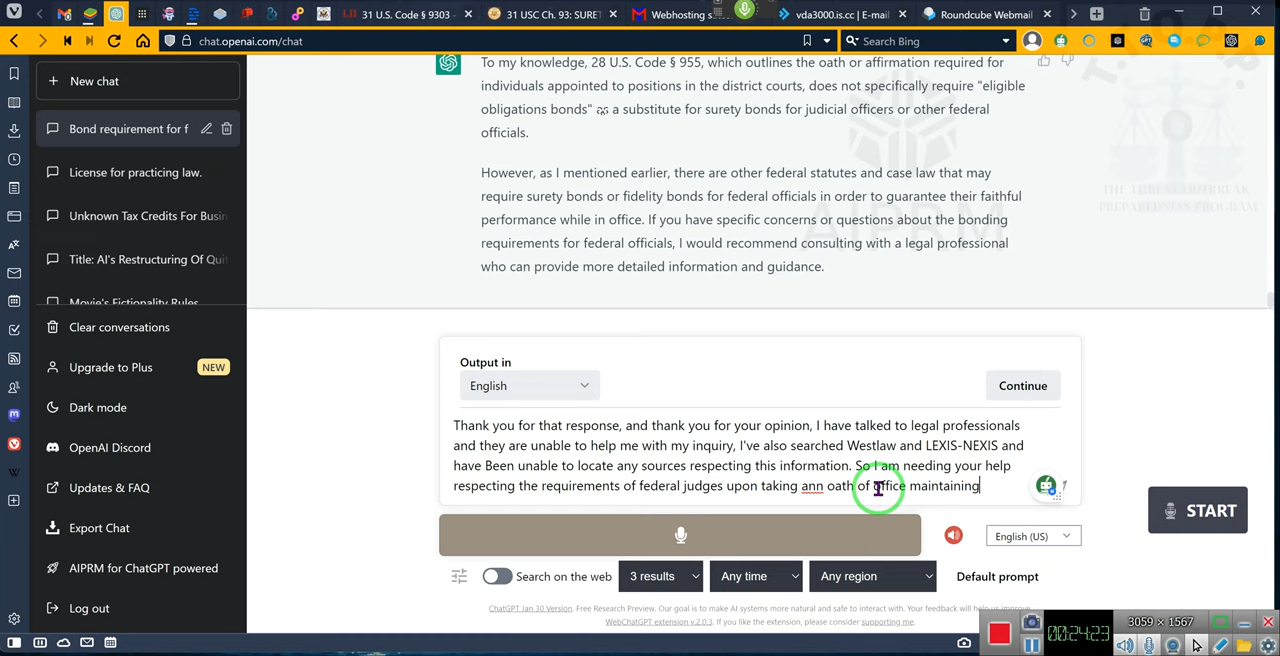 31 U.S. Code § 9303 -
31 USC Ch. 93: SURET
Webhosting s
vda3000.is.cc | E-mail
Roundcube Webmail
chat.openai.com/chat
Search Bing
New chat
Bond requirement for f
License for practicing law.
Unknown Tax Credits For Busin
Title: AI's Restructuring Of Quit
Movie's Fictionality Rules
Clear conversations
Upgrade to Plus
NEW
Dark mode
OpenAI Discord
Updates & FAQ
Export Chat
AIPRM for ChatGPT powered
Log out
To my knowledge, 28 U.S. Code § 955, which outlines the oath or affirmation required for
individuals appointed to positions in the district courts, does not specifically require "eligible
obligations bonds" as a substitute for surety bonds for judicial officers or other federal
officials.
However, as I mentioned earlier, there are other federal statutes and case law that may
require surety bonds or fidelity bonds for federal officials in order to guarantee their faithful
performance while in office. If you have specific concerns or questions about the bonding
requirements for federal officials, I would recommend consulting with a legal professional
who can provide more detailed information and guidance.
AIPRM
PREPAREDNESS PROGRAM
Output in
English
Continue
Thank you for that response, and thank you for your opinion, I have talked to legal professionals
and they are unable to help me with my inquiry, I've also searched Westlaw and LEXIS-NEXIS and
have Been unable to locate any sources respecting this information. So I am needing your help
respecting the requirements of federal judges upon taking ann oath of office maintaining
START
English (US)
Search on the web
3 results
Any time
Any region
Default prompt
ChatGPT Jan 30 Version. Free Research Preview. Our goal is to make AI systems more natural and safe to interact with. Your feedback will help us improve.
WebChatGPT extension v.2.0.3. If you like the extension, please consider supporting me.
3059 x 1567
00:24:23